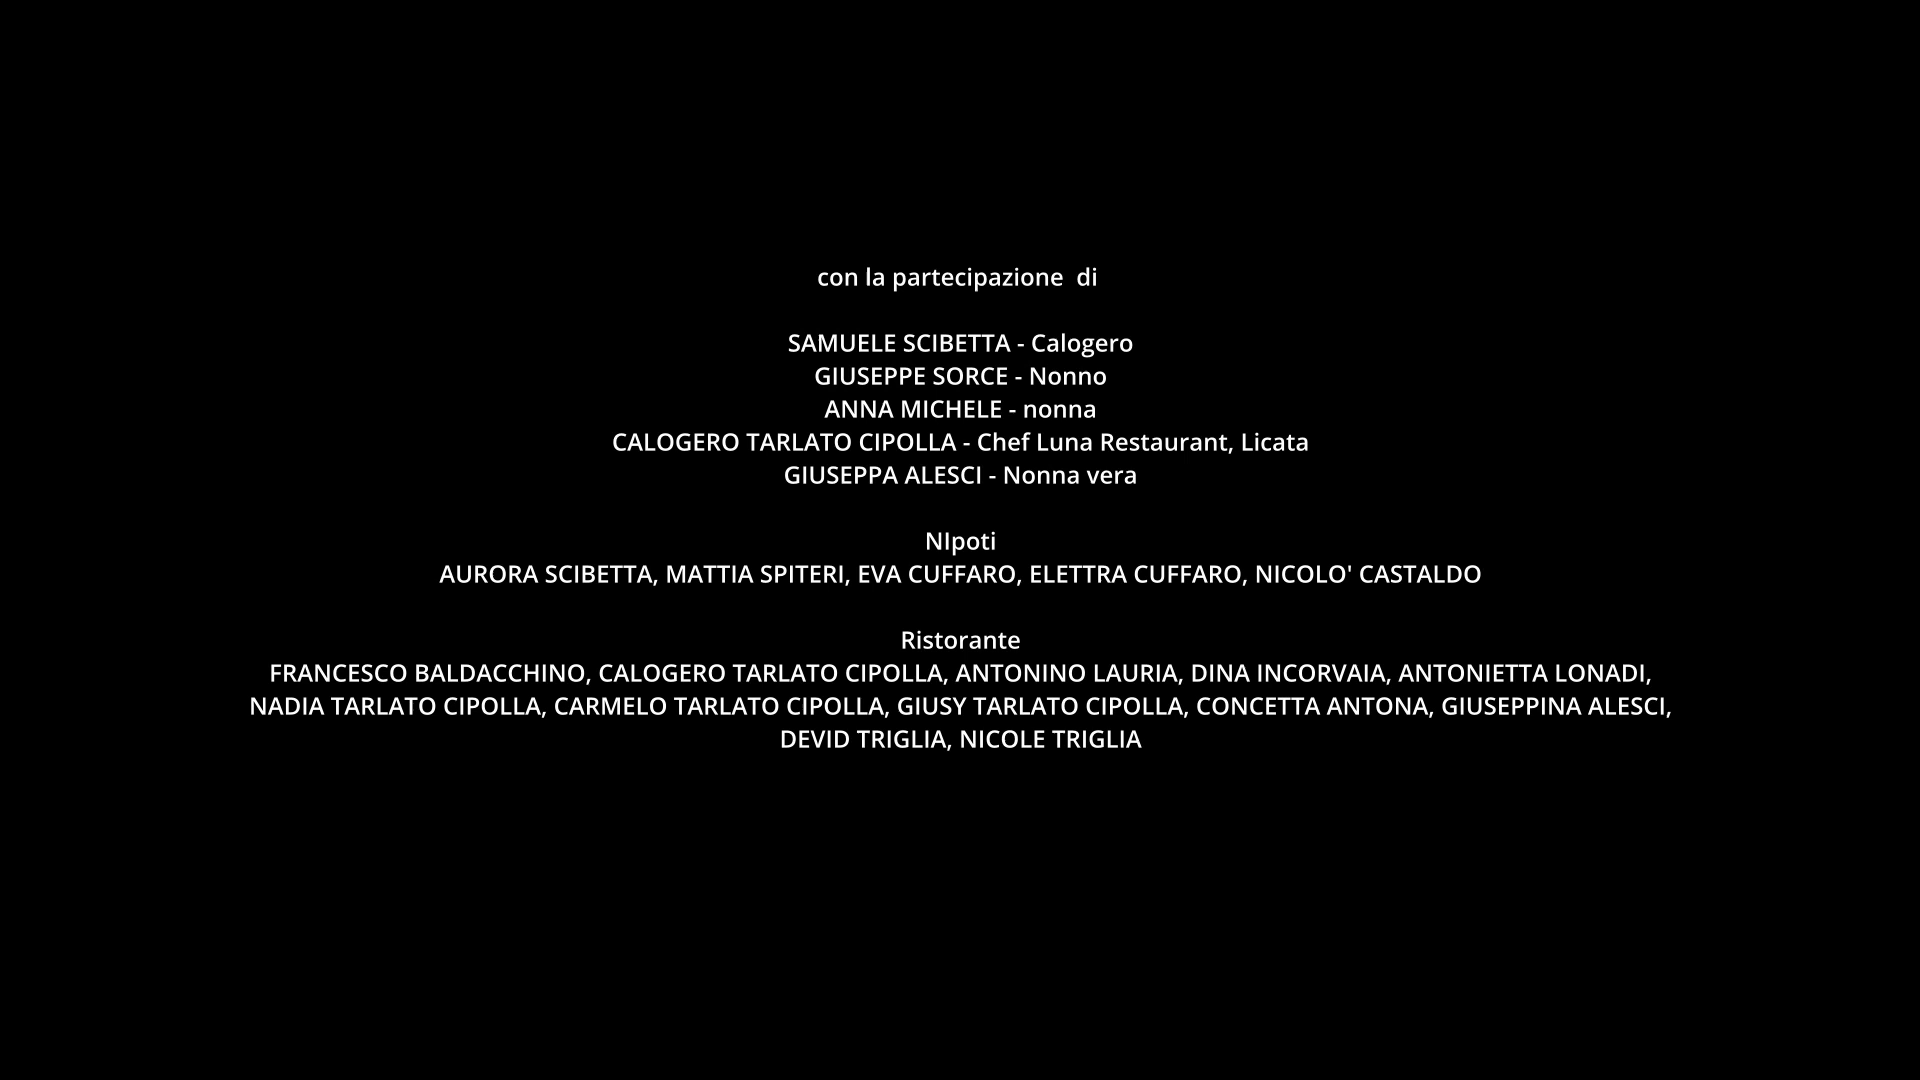 con la partecipazione  di
SAMUELE SCIBETTA - Calogero
GIUSEPPE SORCE - Nonno
ANNA MICHELE - nonna
CALOGERO TARLATO CIPOLLA - Chef Luna Restaurant, Licata
GIUSEPPA ALESCI - Nonna vera
NIpoti
AURORA SCIBETTA, MATTIA SPITERI, EVA CUFFARO, ELETTRA CUFFARO, NICOLO' CASTALDO
Ristorante
FRANCESCO BALDACCHINO, CALOGERO TARLATO CIPOLLA, ANTONINO LAURIA, DINA INCORVAIA, ANTONIETTA LONADI,
NADIA TARLATO CIPOLLA, CARMELO TARLATO CIPOLLA, GIUSY TARLATO CIPOLLA, CONCETTA ANTONA, GIUSEPPINA ALESCI,
DEVID TRIGLIA, NICOLE TRIGLIA